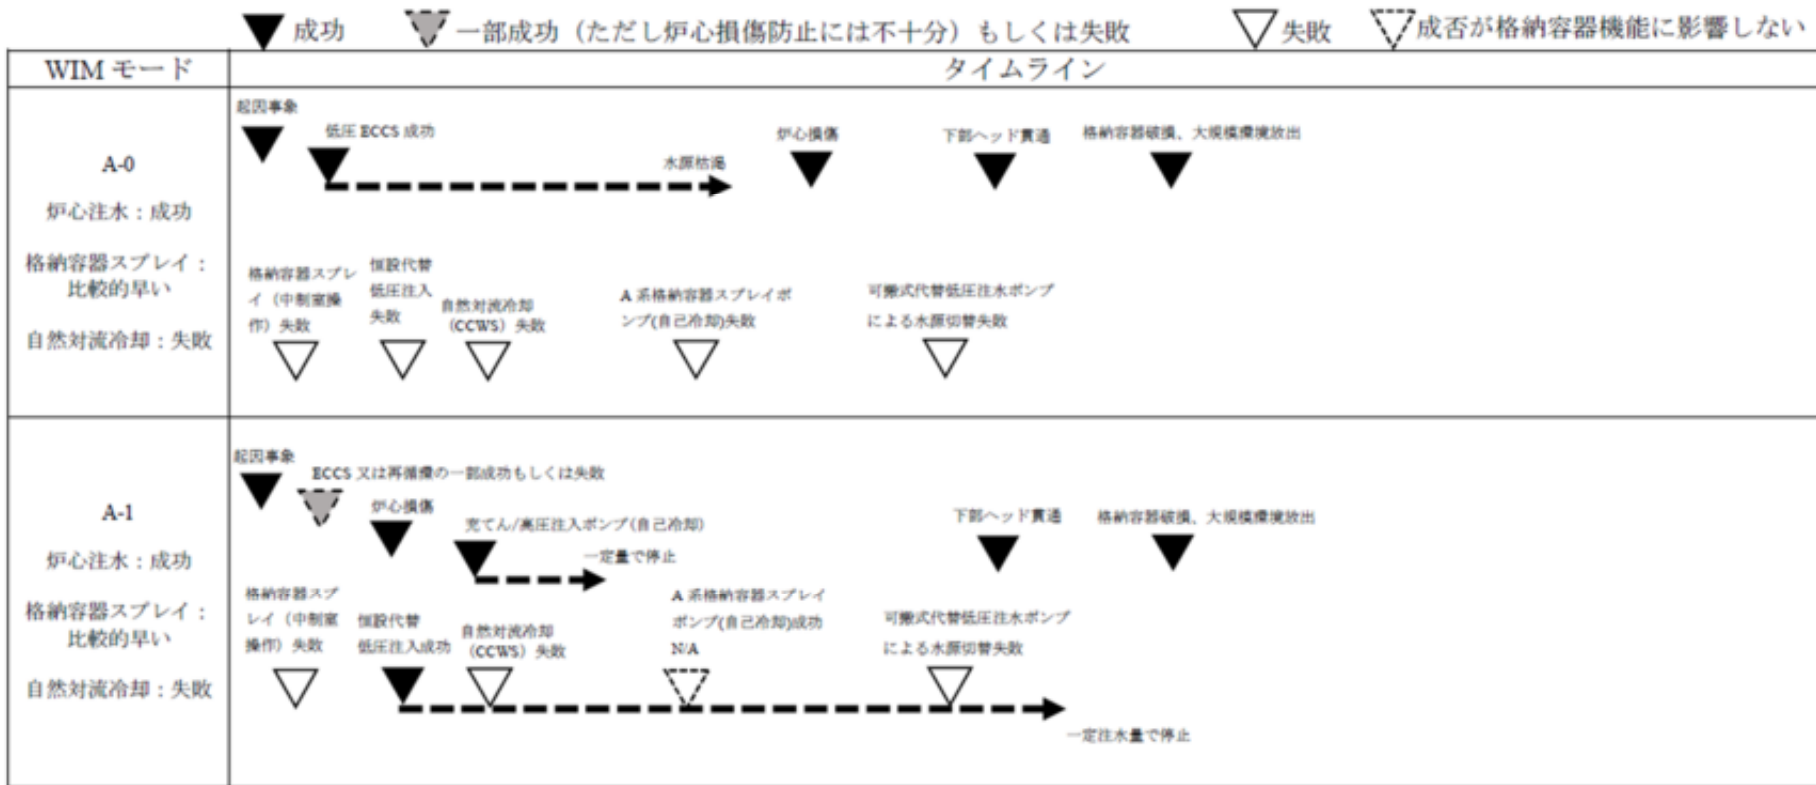 成功
一部成功（ただし炉心損傷防止には不十分）もしくは失敗
失敗
成否が格納容器機能に影響しない
WIM モード
タイムライン
A-0
炉心注水：成功
格納容器スプレイ：
比較的早い
自然対流冷却：失敗
起因事象
低圧 ECCS 成功
水源枯渇
炉心損傷
下部ヘッド貫通
格納容器破損、大規模環境放出
格納容器スプレ
イ（中制室操
作）失敗
恒設代替
低圧注入
失敗
自然対流冷却
（CCWS）失敗
A 系格納容器スプレイポ
ンプ(自己冷却)失敗
可搬式代替低圧注水ポンプ
による水源切替失敗
A-1
炉心注水：成功
格納容器スプレイ：
比較的早い
自然対流冷却：失敗
起因事象
ECCS 又は再循環の一部成功もしくは失敗
炉心損傷
充てん/高圧注入ポンプ(自己冷却)
一定量で停止
下部ヘッド貫通
格納容器破損、大規模環境放出
格納容器スプ
レイ（中制室
操作）失敗
恒設代替
低圧注入成功
自然対流冷却
（CCWS）失敗
A 系格納容器スプレイ
ポンプ(自己冷却)成功
N/A
可搬式代替低圧注水ポンプ
による水源切替失敗
一定注水量で停止